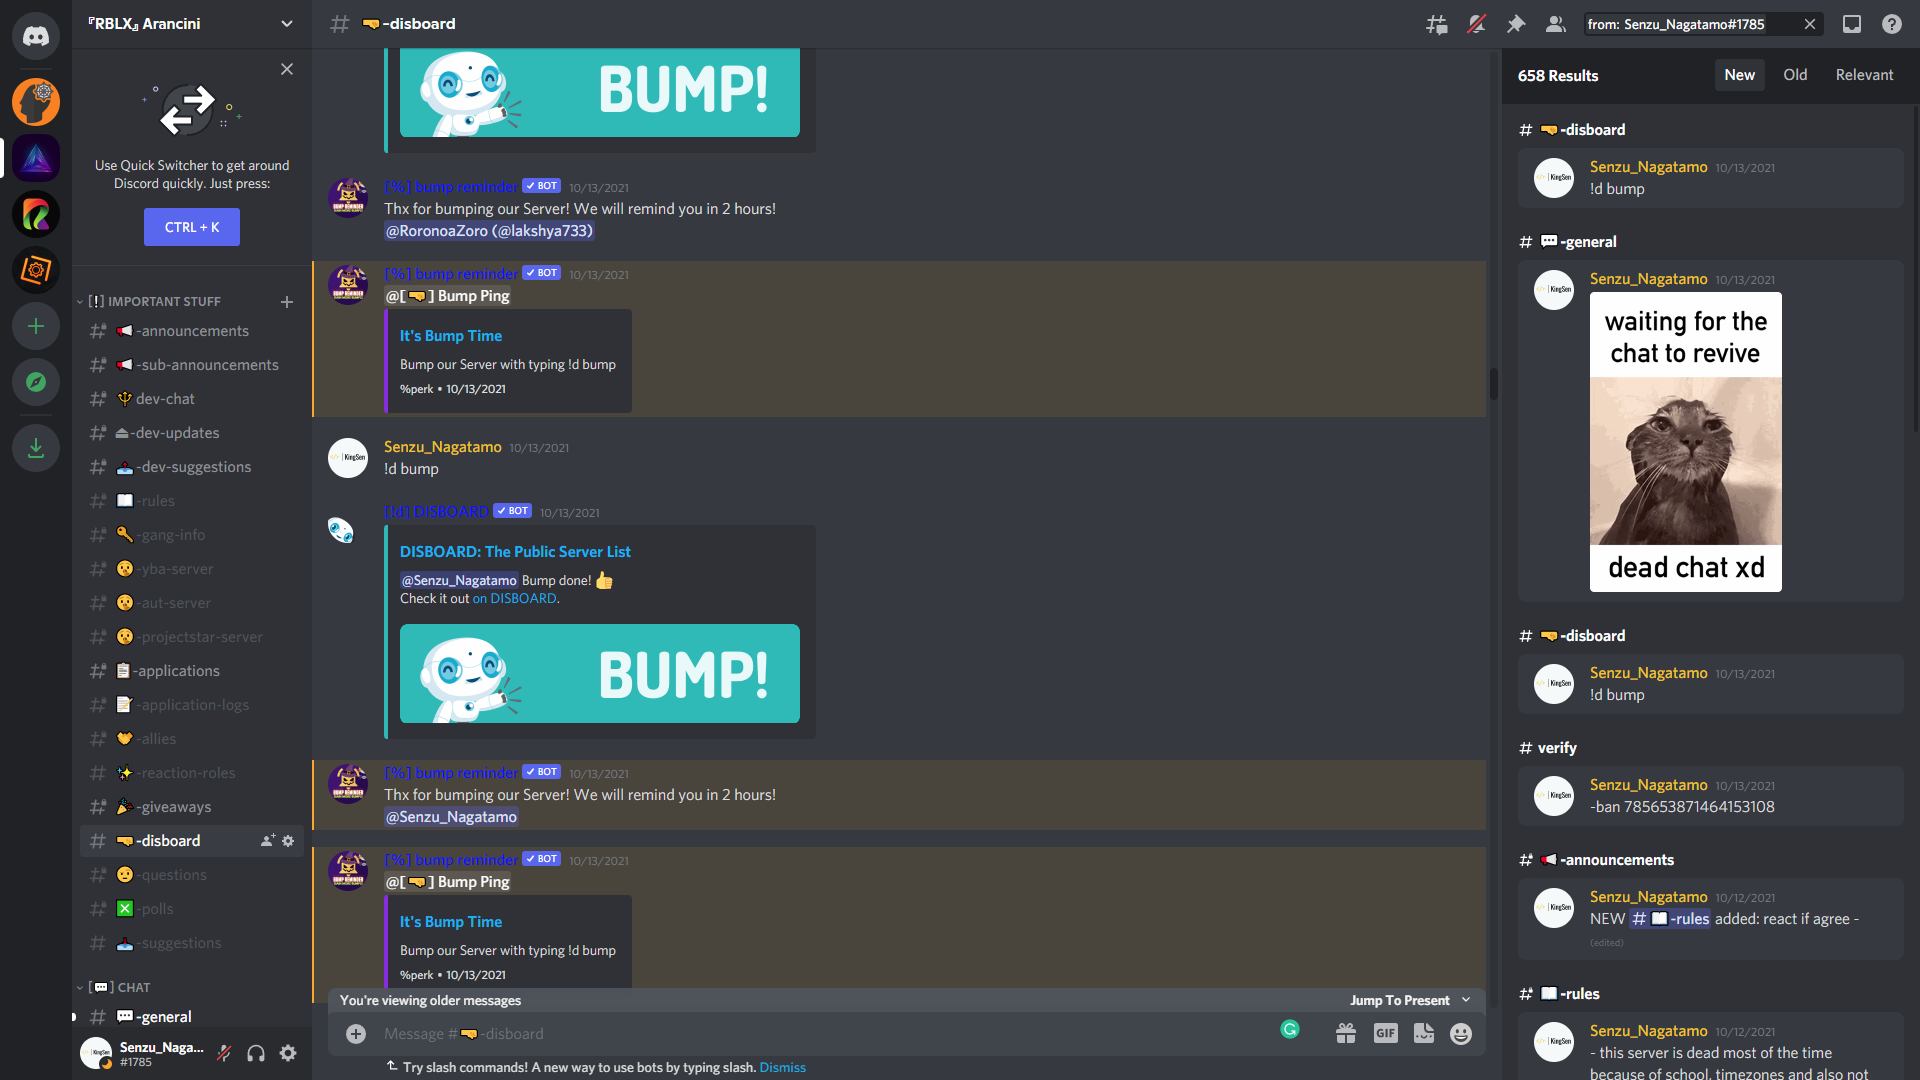 『RBLX』 Arancini
Use Quick Switcher to get around
Discord quickly. Just press:
CTRL + K
[!] IMPORTANT STUFF
📢-announcements
📢-sub-announcements
🔱 dev-chat
⏏-dev-updates
📤-dev-suggestions
📖-rules
🔑-gang-info
🤫-yba-server
🤫-aut-server
🤫-projectstar-server
📋-applications
📝-application-logs
🤝-allies
✨-reaction-roles
🎉-giveaways
🤜-disboard
🤨-questions
❎-polls
📥-suggestions
[💬] CHAT
💬-general
Senzu_Naga...
#1785
# 🤜-disboard
BUMP!
[%] bump reminder ✓ BOT 10/13/2021
Thx for bumping our Server! We will remind you in 2 hours!
@RoronoaZoro (@lakshya733)
[%] bump reminder ✓ BOT 10/13/2021
@[🤜] Bump Ping
It's Bump Time
Bump our Server with typing !d bump
%perk • 10/13/2021
KingSen
Senzu_Nagatamo 10/13/2021
!d bump
[!d] DISBOARD ✓ BOT 10/13/2021
DISBOARD: The Public Server List
@Senzu_Nagatamo Bump done! 👍
Check it out on DISBOARD.
BUMP!
[%] bump reminder ✓ BOT 10/13/2021
Thx for bumping our Server! We will remind you in 2 hours!
@Senzu_Nagatamo
[%] bump reminder ✓ BOT 10/13/2021
@[🤜] Bump Ping
It's Bump Time
Bump our Server with typing !d bump
%perk • 10/13/2021
You're viewing older messages
Jump To Present
Message #🤜-disboard
GIF
Try slash commands! A new way to use bots by typing slash. Dismiss
from: Senzu_Nagatamo#1785
658 Results
New
Old
Relevant
# 🤜-disboard
KingSen
Senzu_Nagatamo 10/13/2021
!d bump
# 💬-general
KingSen
Senzu_Nagatamo 10/13/2021
waiting for the
chat to revive
dead chat xd
# 🤜-disboard
KingSen
Senzu_Nagatamo 10/13/2021
!d bump
# verify
KingSen
Senzu_Nagatamo 10/13/2021
-ban 785653871464153108
# 📢-announcements
KingSen
Senzu_Nagatamo 10/12/2021
NEW # 📖-rules added: react if agree -
(edited)
# 📖-rules
KingSen
Senzu_Nagatamo 10/12/2021
- this server is dead most of the time
because of school, timezones and also not